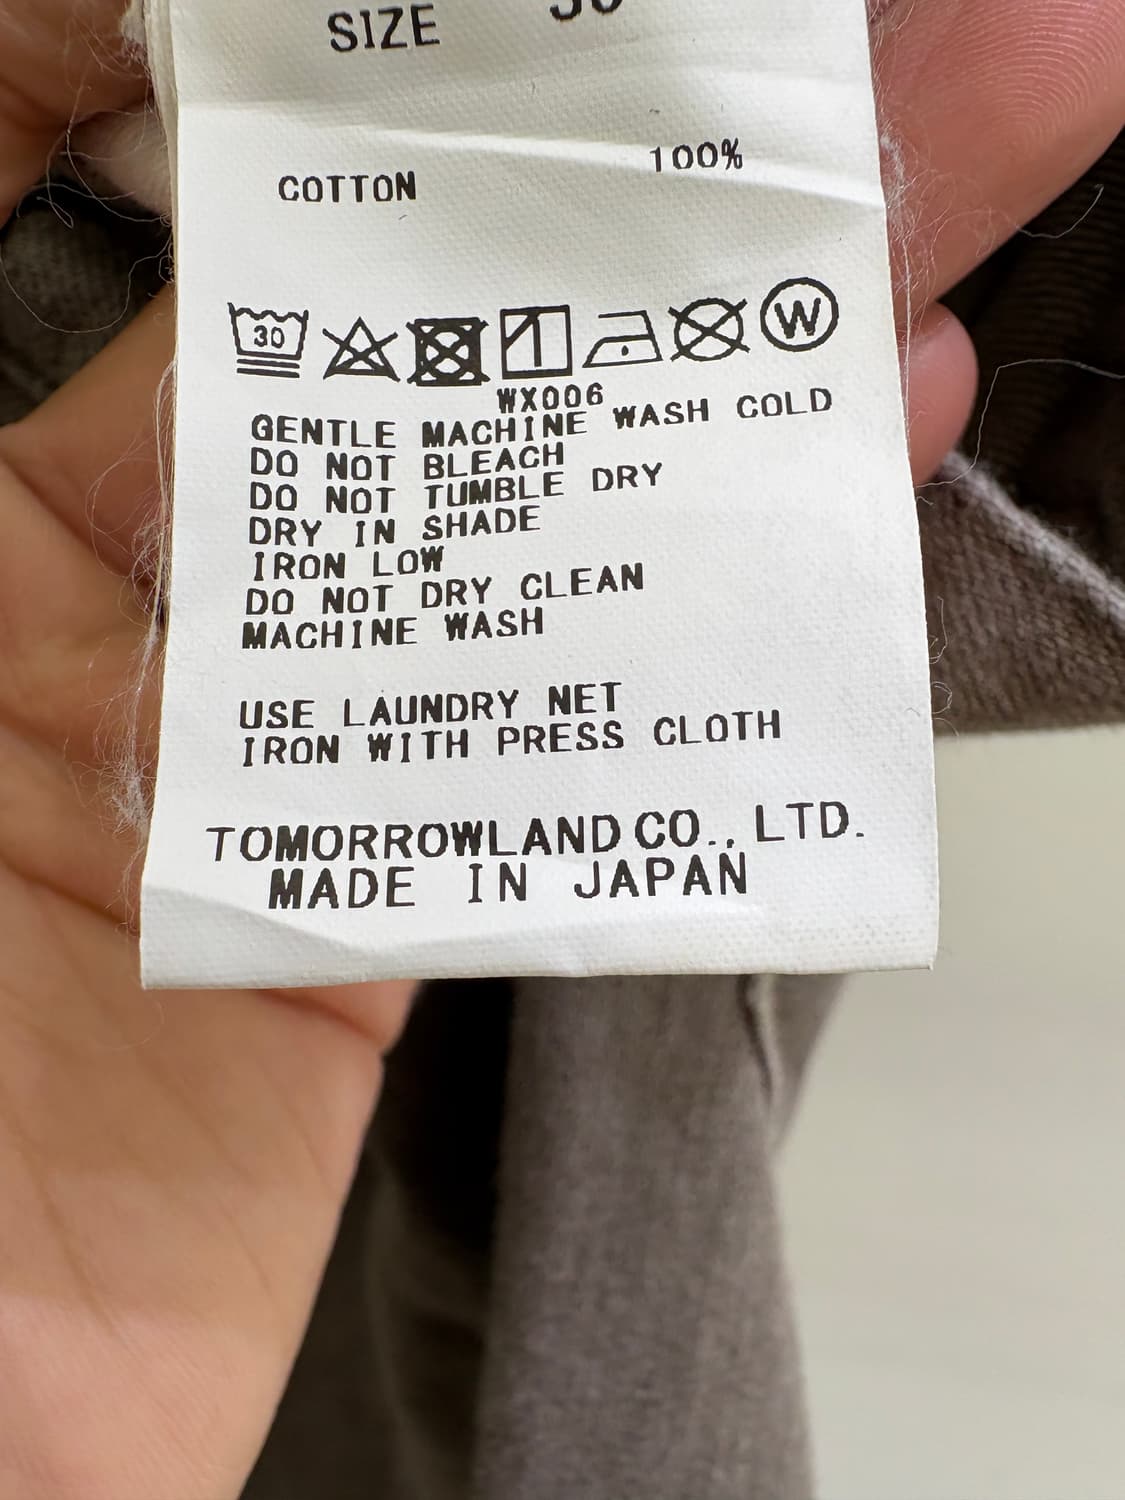 SIZE
COTTON 100%
30 W
WX006
GENTLE MACHINE WASH COLD
DO NOT BLEACH
DO NOT TUMBLE DRY
DRY IN SHADE
IRON LOW
DO NOT DRY CLEAN
MACHINE WASH
USE LAUNDRY NET
IRON WITH PRESS CLOTH
TOMORROWLAND CO., LTD.
MADE IN JAPAN